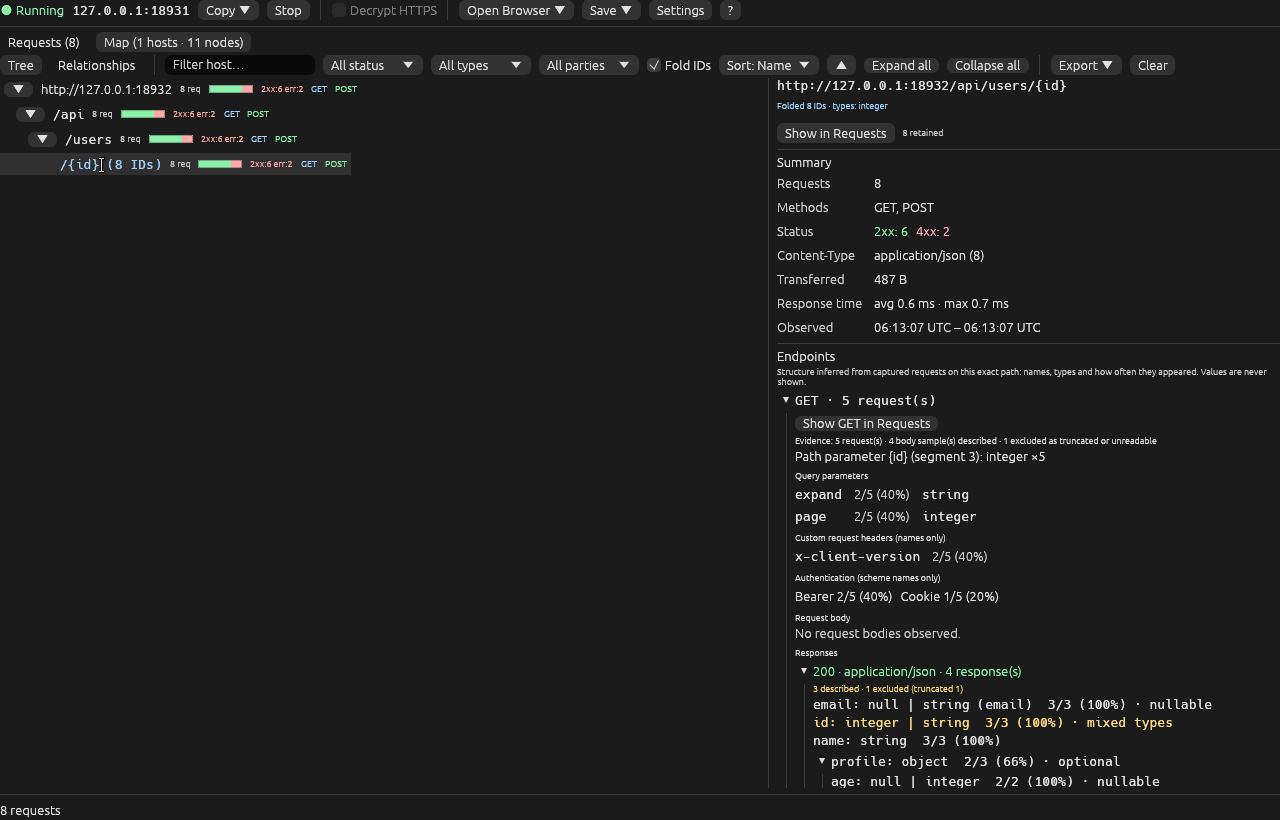 Running 127.0.0.1:18931 Copy ▼ Stop Decrypt HTTPS Open Browser ▼ Save ▼ Settings ?
Requests (8) Map (1 hosts · 11 nodes)
Tree Relationships Filter host… All status ▼ All types ▼ All parties ▼ Fold IDs Sort: Name ▼ ▲ Expand all Collapse all Export ▼ Clear
▼ http://127.0.0.1:18932 8 req 2xx:6 err:2 GET POST
▼ /api 8 req 2xx:6 err:2 GET POST
▼ /users 8 req 2xx:6 err:2 GET POST
/{id} (8 IDs) 8 req 2xx:6 err:2 GET POST
http://127.0.0.1:18932/api/users/{id}
Folded 8 IDs · types: integer
Show in Requests 8 retained
Summary
Requests 8
Methods GET, POST
Status 2xx: 6 4xx: 2
Content-Type application/json (8)
Transferred 487 B
Response time avg 0.6 ms · max 0.7 ms
Observed 06:13:07 UTC – 06:13:07 UTC
Endpoints
Structure inferred from captured requests on this exact path: names, types and how often they appeared. Values are never
shown.
▼ GET · 5 request(s)
Show GET in Requests
Evidence: 5 request(s) · 4 body sample(s) described · 1 excluded as truncated or unreadable
Path parameter {id} (segment 3): integer ×5
Query parameters
expand 2/5 (40%) string
page 2/5 (40%) integer
Custom request headers (names only)
x-client-version 2/5 (40%)
Authentication (scheme names only)
Bearer 2/5 (40%) Cookie 1/5 (20%)
Request body
No request bodies observed.
Responses
▼ 200 · application/json · 4 response(s)
3 described · 1 excluded (truncated 1)
email: null | string (email) 3/3 (100%) · nullable
id: integer | string 3/3 (100%) · mixed types
name: string 3/3 (100%)
▼ profile: object 2/3 (66%) · optional
age: null | integer 2/2 (100%) · nullable
8 requests